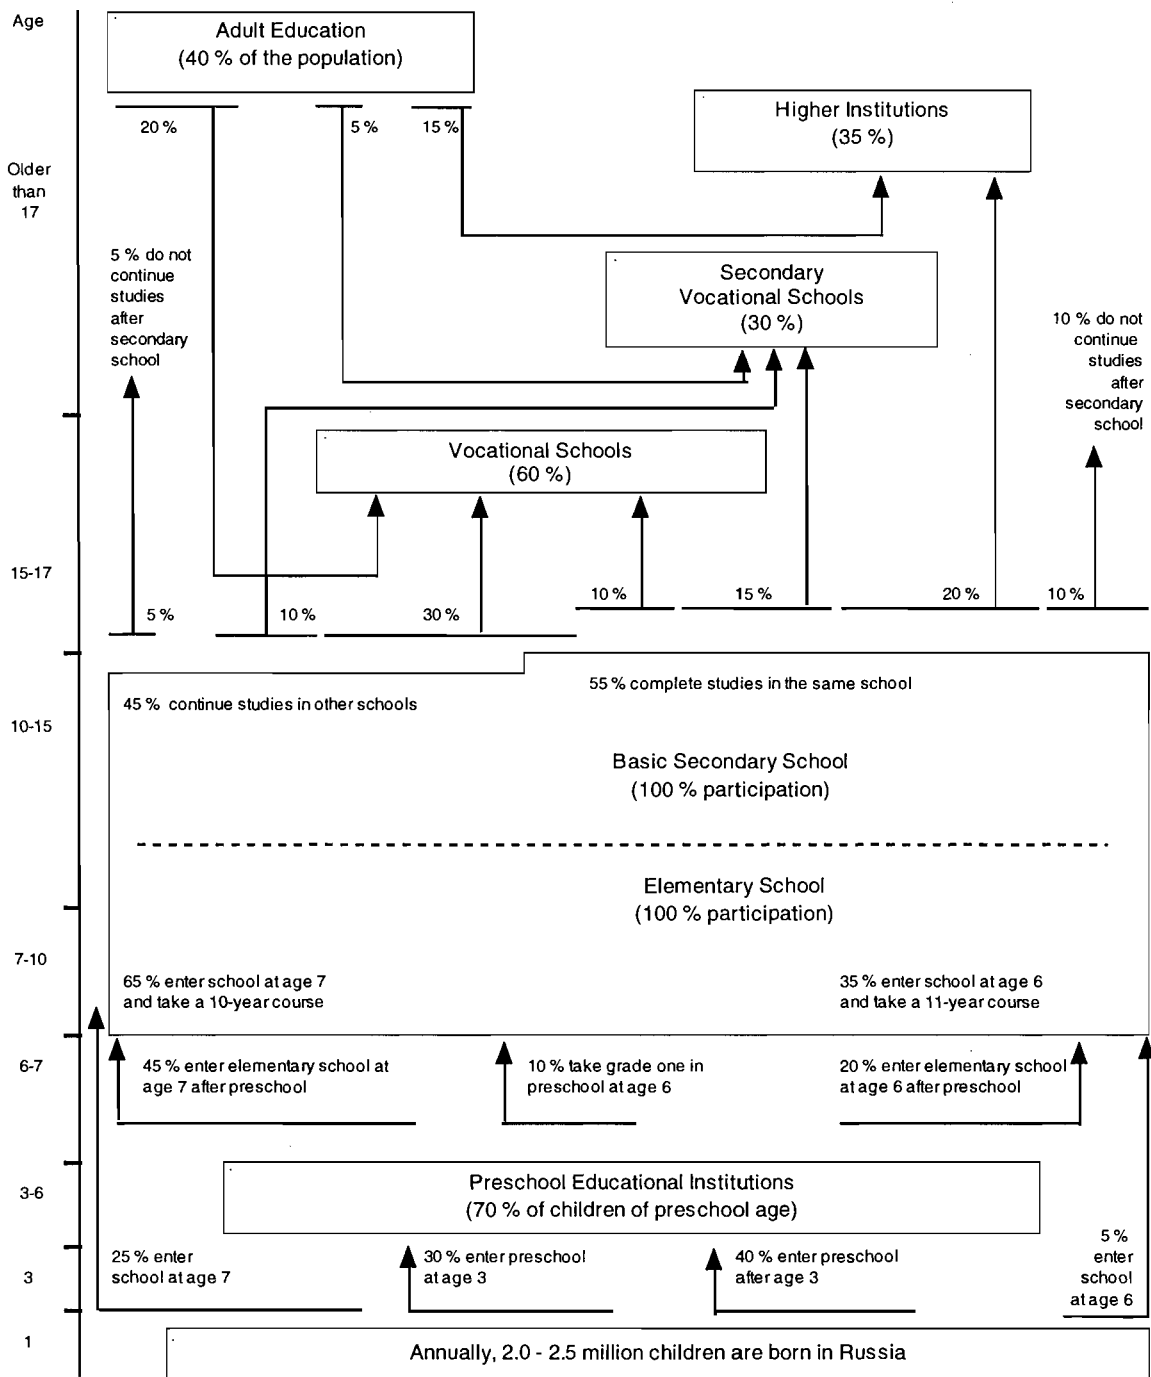 Age
Adult Education
(40 % of the population)
20 %
5 %
15 %
Higher Institutions
(35 %)
Older
than
17
5 % do not
continue
studies
after
secondary
school
Secondary
Vocational Schools
(30 %)
10 % do not
continue
studies
after
secondary
school
Vocational Schools
(60 %)
15-17
5 %
10 %
30 %
10 %
15 %
20 %
10 %
45 % continue studies in other schools
55 % complete studies in the same school
10-15
Basic Secondary School
(100 % participation)
Elementary School
(100 % participation)
7-10
65 % enter school at age 7
and take a 10-year course
35 % enter school at age 6
and take a 11-year course
6-7
45 % enter elementary school at
age 7 after preschool
10 % take grade one in
preschool at age 6
20 % enter elementary school
at age 6 after preschool
3-6
Preschool Educational Institutions
(70 % of children of preschool age)
3
25 % enter
school at age 7
30 % enter preschool
at age 3
40 % enter preschool
after age 3
5 %
enter
school
at age 6
1
Annually, 2.0 - 2.5 million children are born in Russia